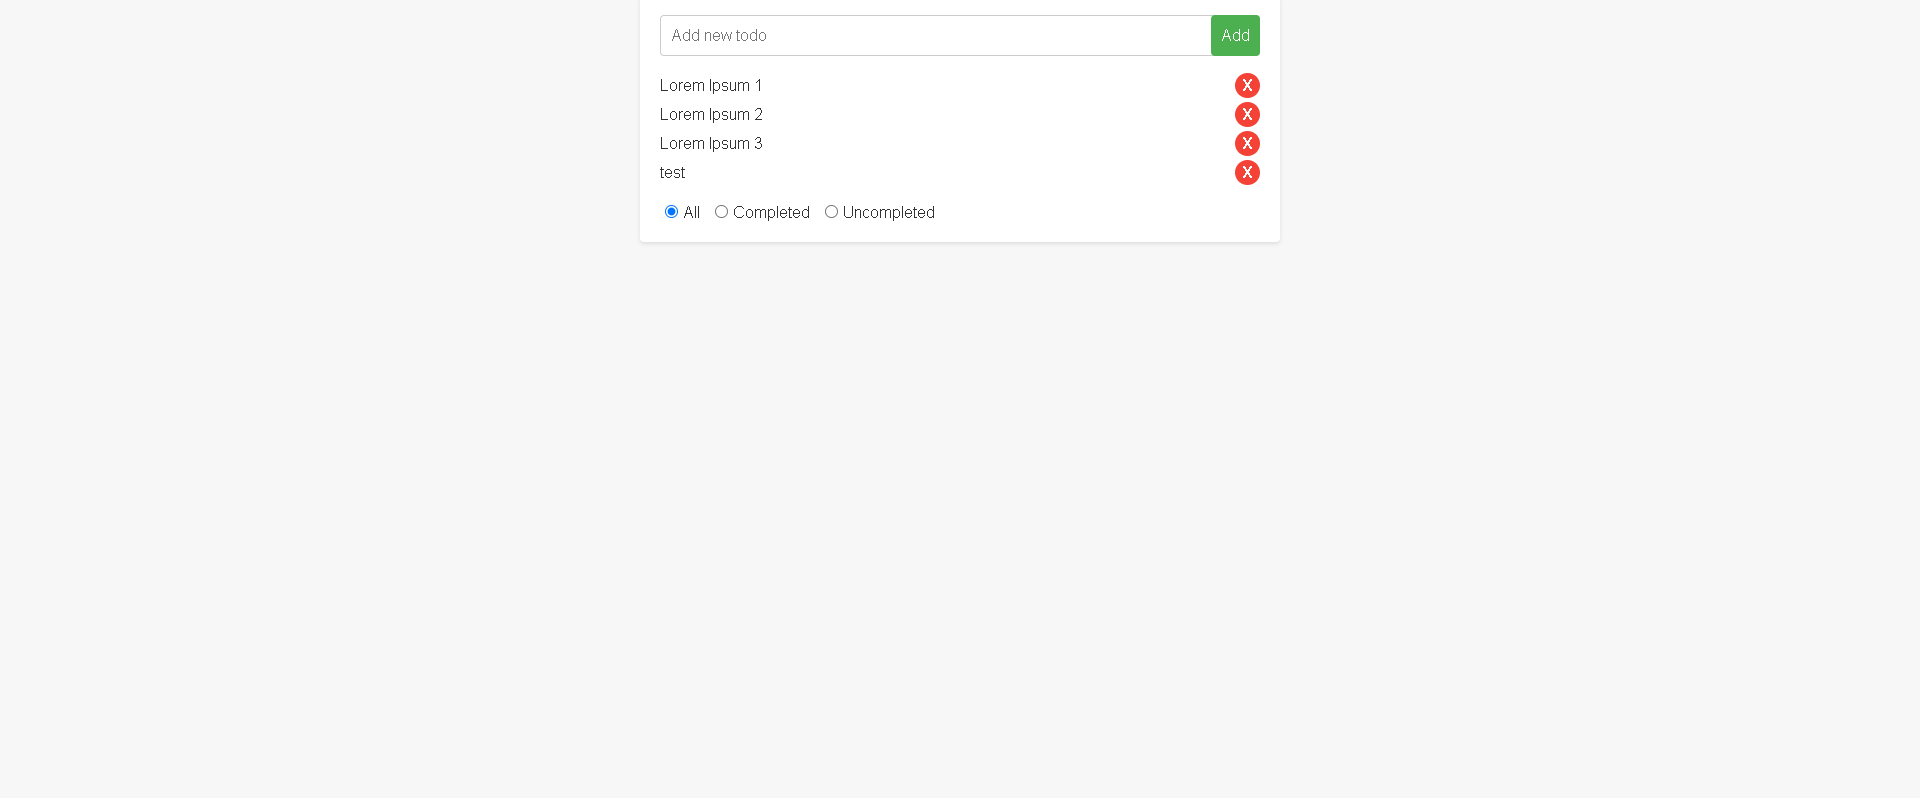 Add new todo Add
Lorem Ipsum 1 X
Lorem Ipsum 2 X
Lorem Ipsum 3 X
test X
All Completed Uncompleted